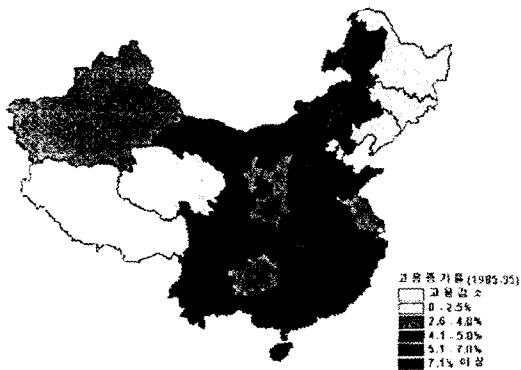 고용증가율 (1985-95)
고용감소
0 - 2.5%
2.6 - 4.0%
4.1 - 5.0%
5.1 - 7.0%
7.1% 이상